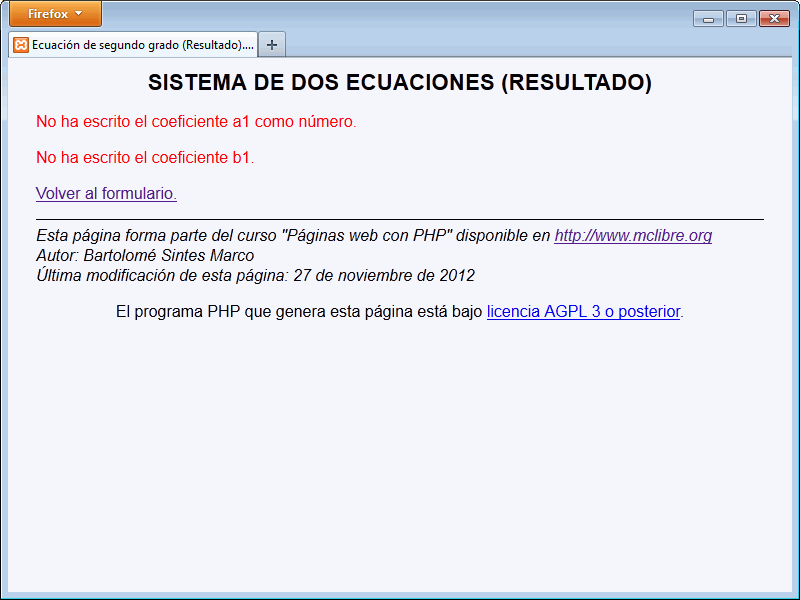 Firefox
Ecuación de segundo grado (Resultado)....
SISTEMA DE DOS ECUACIONES (RESULTADO)
No ha escrito el coeficiente a1 como número.
No ha escrito el coeficiente b1.
Volver al formulario.
Esta página forma parte del curso "Páginas web con PHP" disponible en http://www.mclibre.org
Autor: Bartolomé Sintes Marco
Última modificación de esta página: 27 de noviembre de 2012
El programa PHP que genera esta página está bajo licencia AGPL 3 o posterior.